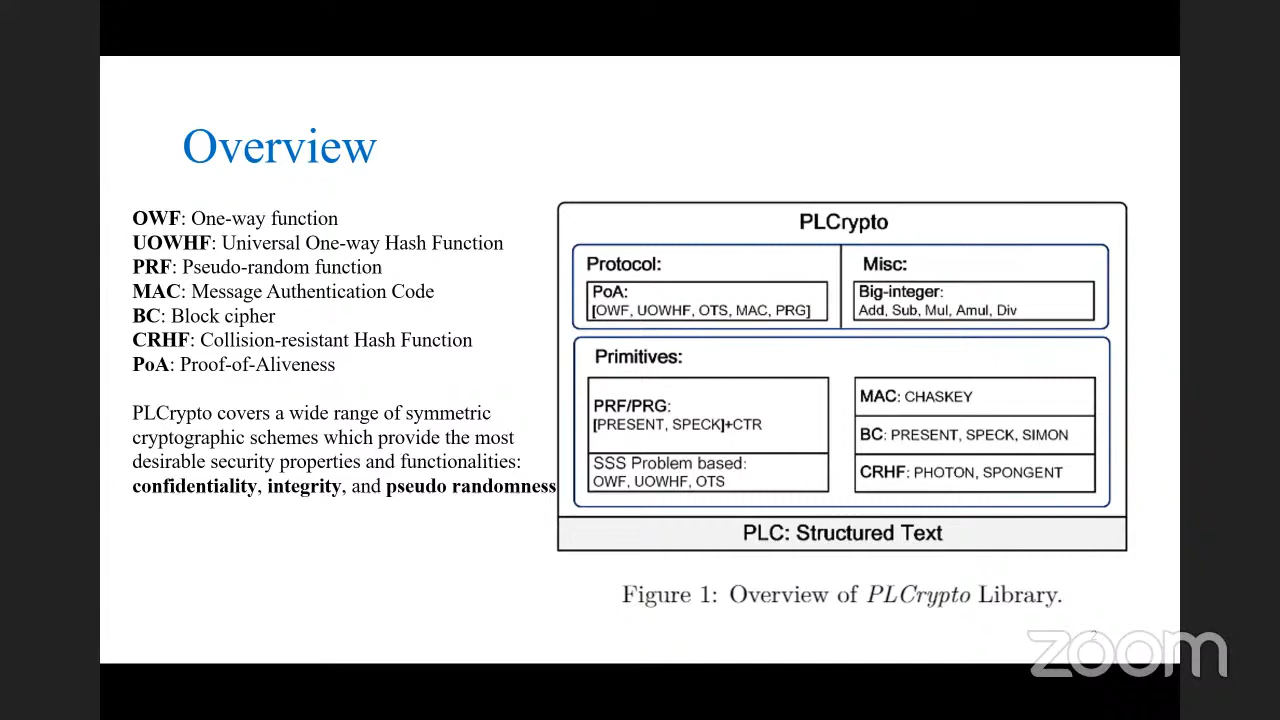 Overview
OWF: One-way function
UOWHF: Universal One-way Hash Function
PRF: Pseudo-random function
MAC: Message Authentication Code
BC: Block cipher
CRHF: Collision-resistant Hash Function
PoA: Proof-of-Aliveness
PLCrypto covers a wide range of symmetric
cryptographic schemes which provide the most
desirable security properties and functionalities:
confidentiality, integrity, and pseudo randomness
PLCrypto
Protocol:
PoA:
[OWF, UOWHF, OTS, MAC, PRG]
Misc:
Big-integer:
Add, Sub, Mul, Amul, Div
Primitives:
PRF/PRG:
[PRESENT, SPECK]+CTR
SSS Problem based:
OWF, UOWHF, OTS
MAC: CHASKEY
BC: PRESENT, SPECK, SIMON
CRHF: PHOTON, SPONGENT
PLC: Structured Text
Figure 1: Overview of PLCrypto Library.
2
zoom